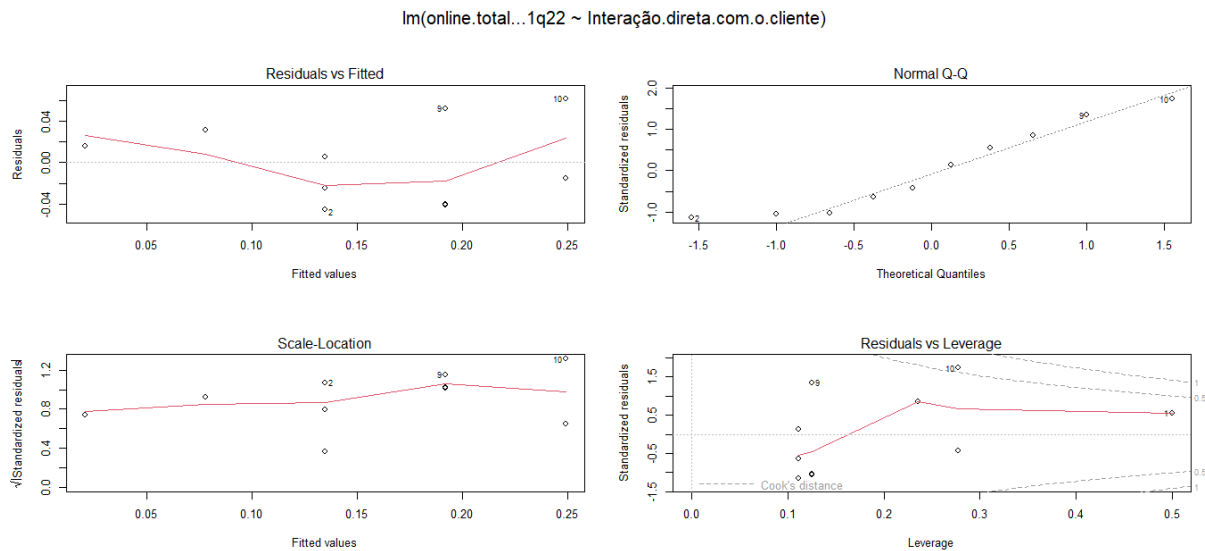 lm(online.total...1q22 ~ Interação.direta.com.o.cliente)
Residuals vs Fitted
Residuals
-0.04 0.00 0.04
10
9
2
0.05 0.10 0.15 0.20 0.25
Fitted values
Normal Q-Q
Standardized residuals
-1.0 0.0 1.0 2.0
10
9
2
-1.5 -1.0 -0.5 0.0 0.5 1.0 1.5
Theoretical Quantiles
Scale-Location
√|Standardized residuals|
0.0 0.4 0.8 1.2
10
9
2
0.05 0.10 0.15 0.20 0.25
Fitted values
Residuals vs Leverage
Standardized residuals
-1.5 -0.5 0.5 1.5
10
9
1
1
0.5
0.5
1
Cook's distance
0.0 0.1 0.2 0.3 0.4 0.5
Leverage